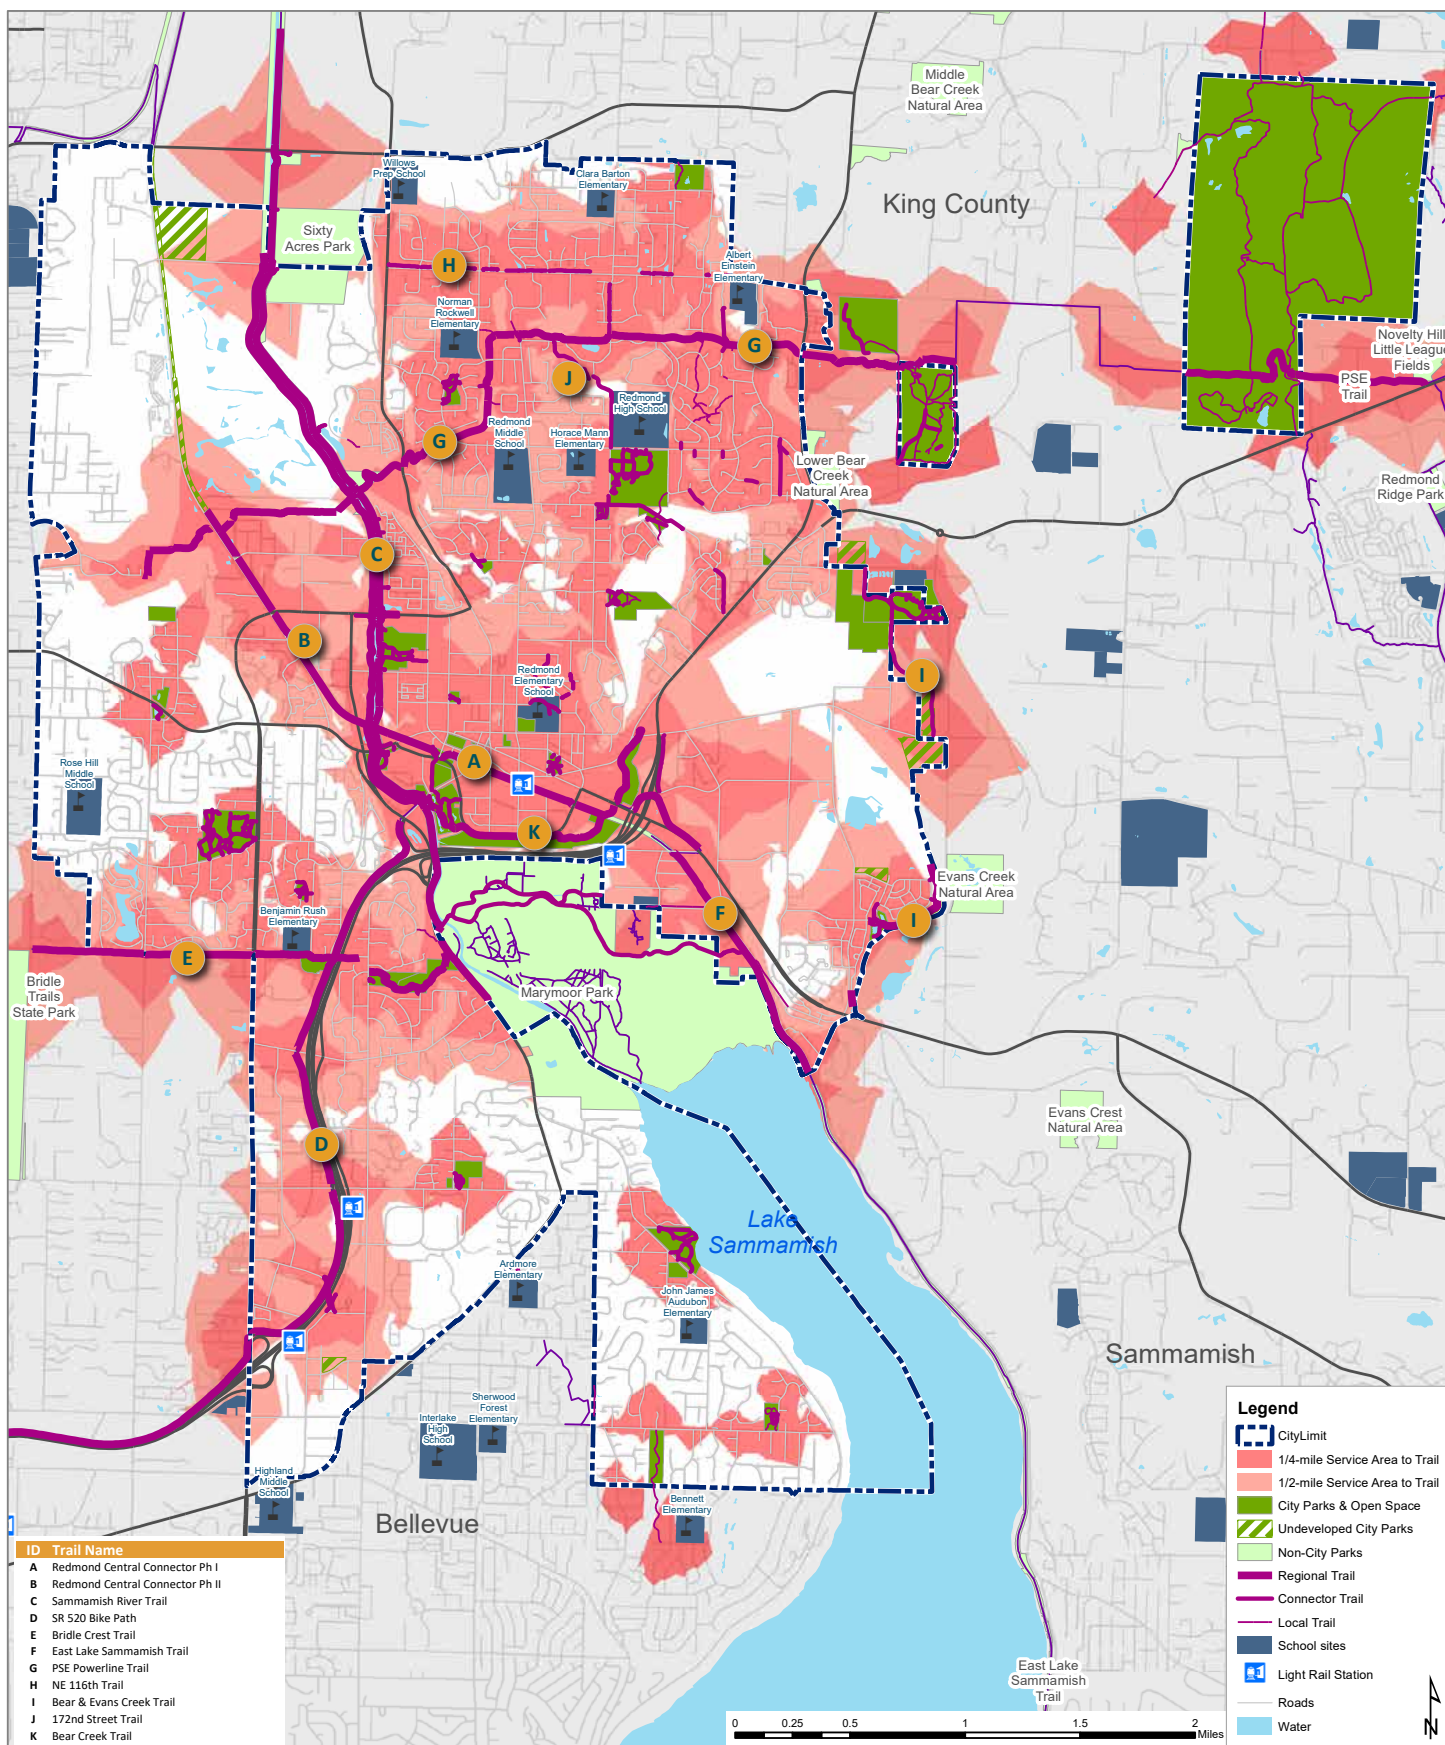 Middle
Bear Creek
Natural Area
King County
Willows
Prep School
Clara Barton
Elementary
Sixty
Acres Park
H
Albert
Einstein
Elementary
Norman
Rockwell
Elementary
G
J
Novelty Hill
Little League
Fields
PSE
Trail
Redmond
High School
G
Redmond
Middle
School
Horace Mann
Elementary
Lower Bear
Creek
Natural Area
Redmond
Ridge Park
C
B
Redmond
Elementary
School
I
A
Rose Hill
Middle
School
K
Evans Creek
Natural Area
Benjamin Rush
Elementary
F
I
E
Bridle
Trails
State Park
Marymoor Park
Evans Crest
Natural Area
D
Lake
Sammamish
Ardmore
Elementary
John James
Audubon
Elementary
Sammamish
Sherwood
Forest
Elementary
Interlake
High
School
Highland
Middle
School
Bennett
Elementary
Bellevue
East Lake
Sammamish
Trail
Legend
CityLimit
1/4-mile Service Area to Trail
1/2-mile Service Area to Trail
City Parks & Open Space
Undeveloped City Parks
Non-City Parks
Regional Trail
Connector Trail
Local Trail
School sites
Light Rail Station
Roads
Water
N
ID Trail Name
A Redmond Central Connector Ph I
B Redmond Central Connector Ph II
C Sammamish River Trail
D SR 520 Bike Path
E Bridle Crest Trail
F East Lake Sammamish Trail
G PSE Powerline Trail
H NE 116th Trail
I Bear & Evans Creek Trail
J 172nd Street Trail
K Bear Creek Trail
0 0.25 0.5 1 1.5 2
Miles